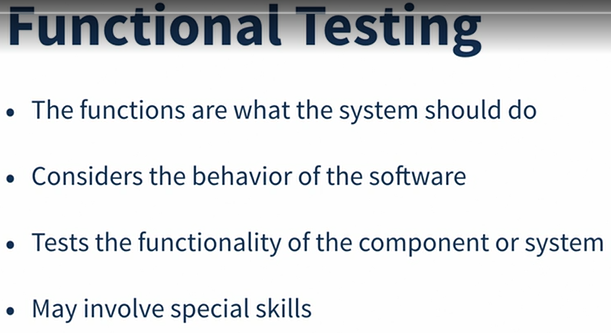 Functional Testing
• The functions are what the system should do
• Considers the behavior of the software
• Tests the functionality of the component or system
• May involve special skills